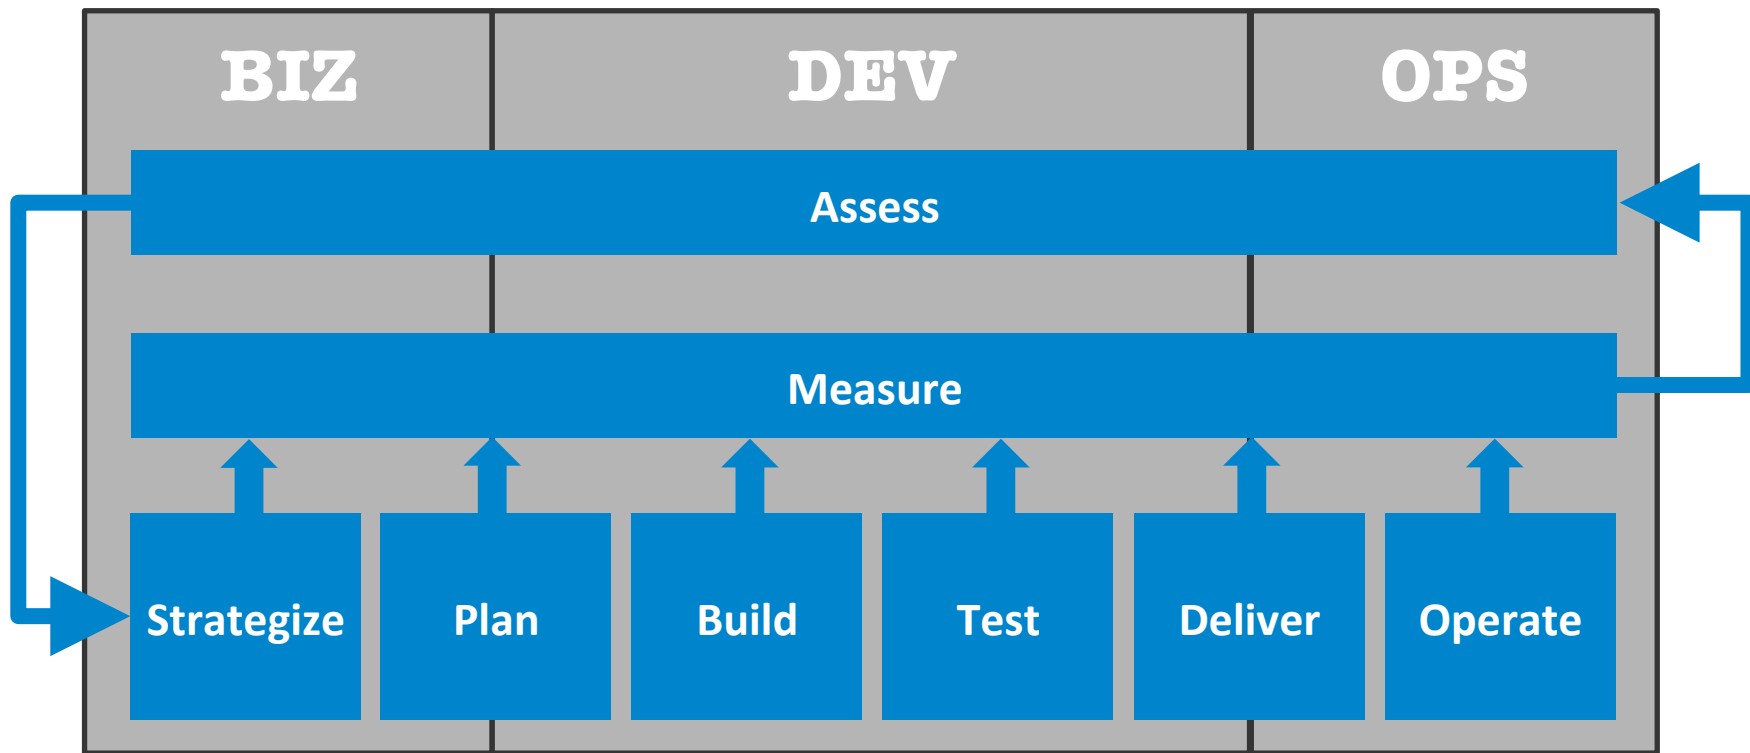 BIZ DEV OPS
Assess
Measure
Strategize Plan Build Test Deliver Operate